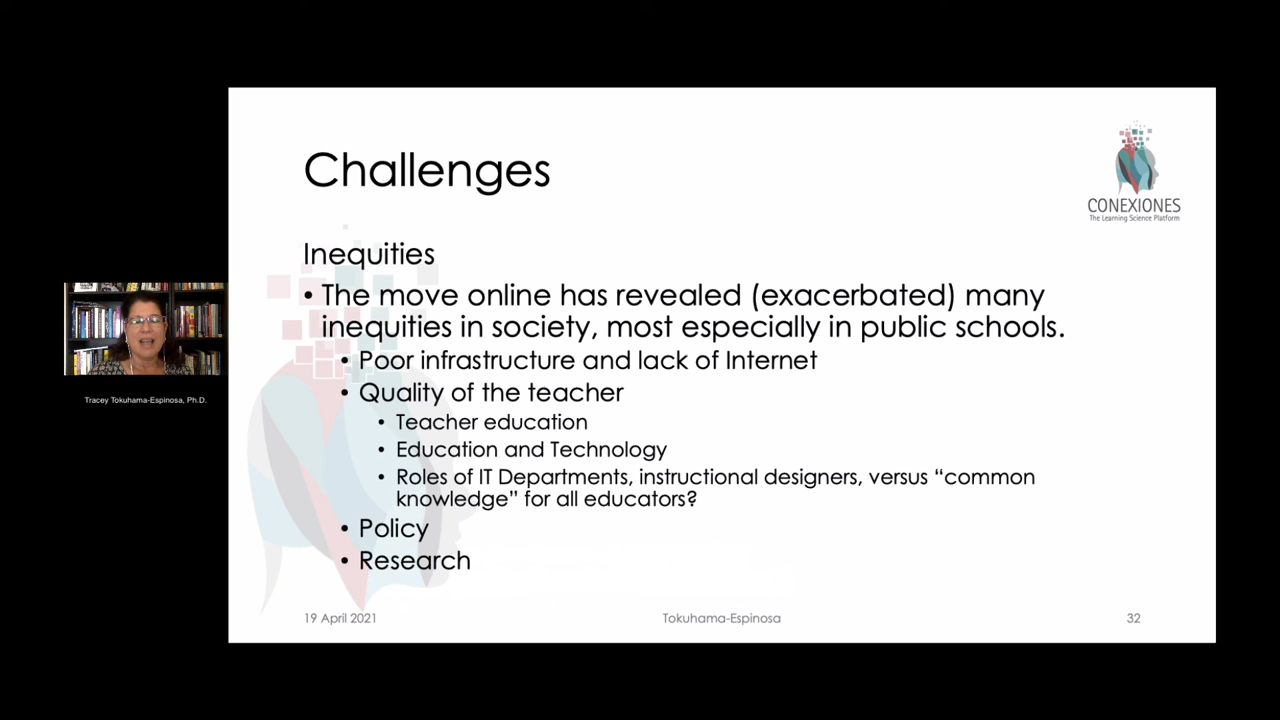 Challenges
CONEXIONES
The Learning Science Platform
Inequities
• The move online has revealed (exacerbated) many
inequities in society, most especially in public schools.
• Poor infrastructure and lack of Internet
• Quality of the teacher
• Teacher education
• Education and Technology
• Roles of IT Departments, instructional designers, versus “common
knowledge” for all educators?
• Policy
• Research
Tracey Tokuhama-Espinosa, Ph.D.
19 April 2021
Tokuhama-Espinosa
32